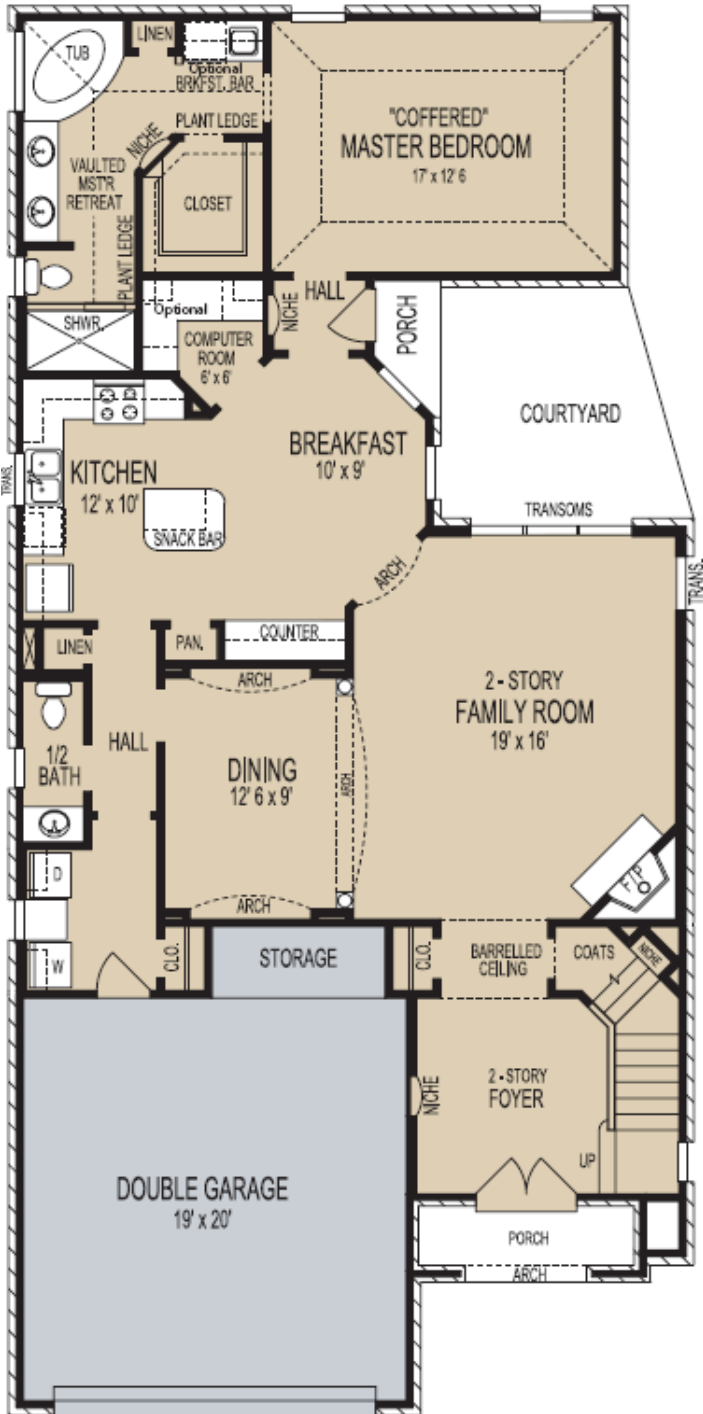 TUB
LINEN
Optional
BRKFST. BAR
PLANT LEDGE
NICHE
VAULTED
MST'R
RETREAT
CLOSET
PLANT LEDGE
SHWR.
"COFFERED"
MASTER BEDROOM
17' x 12' 6
HALL
NICHE
Optional
COMPUTER
ROOM
6' x 6'
PORCH
COURTYARD
TRANSOMS
BREAKFAST
10' x 9'
KITCHEN
12' x 10'
TRANS.
SNACK BAR
ARCH
TRANS.
LINEN
PAN.
COUNTER
ARCH
2 - STORY
FAMILY ROOM
19' x 16'
HALL
1/2
BATH
DINING
12' 6 x 9'
ARCH
ARCH
F/P
D
W
CLO.
STORAGE
CLO.
BARRELLED
CEILING
COATS
NICHE
2 - STORY
FOYER
NICHE
UP
DOUBLE GARAGE
19' x 20'
PORCH
ARCH